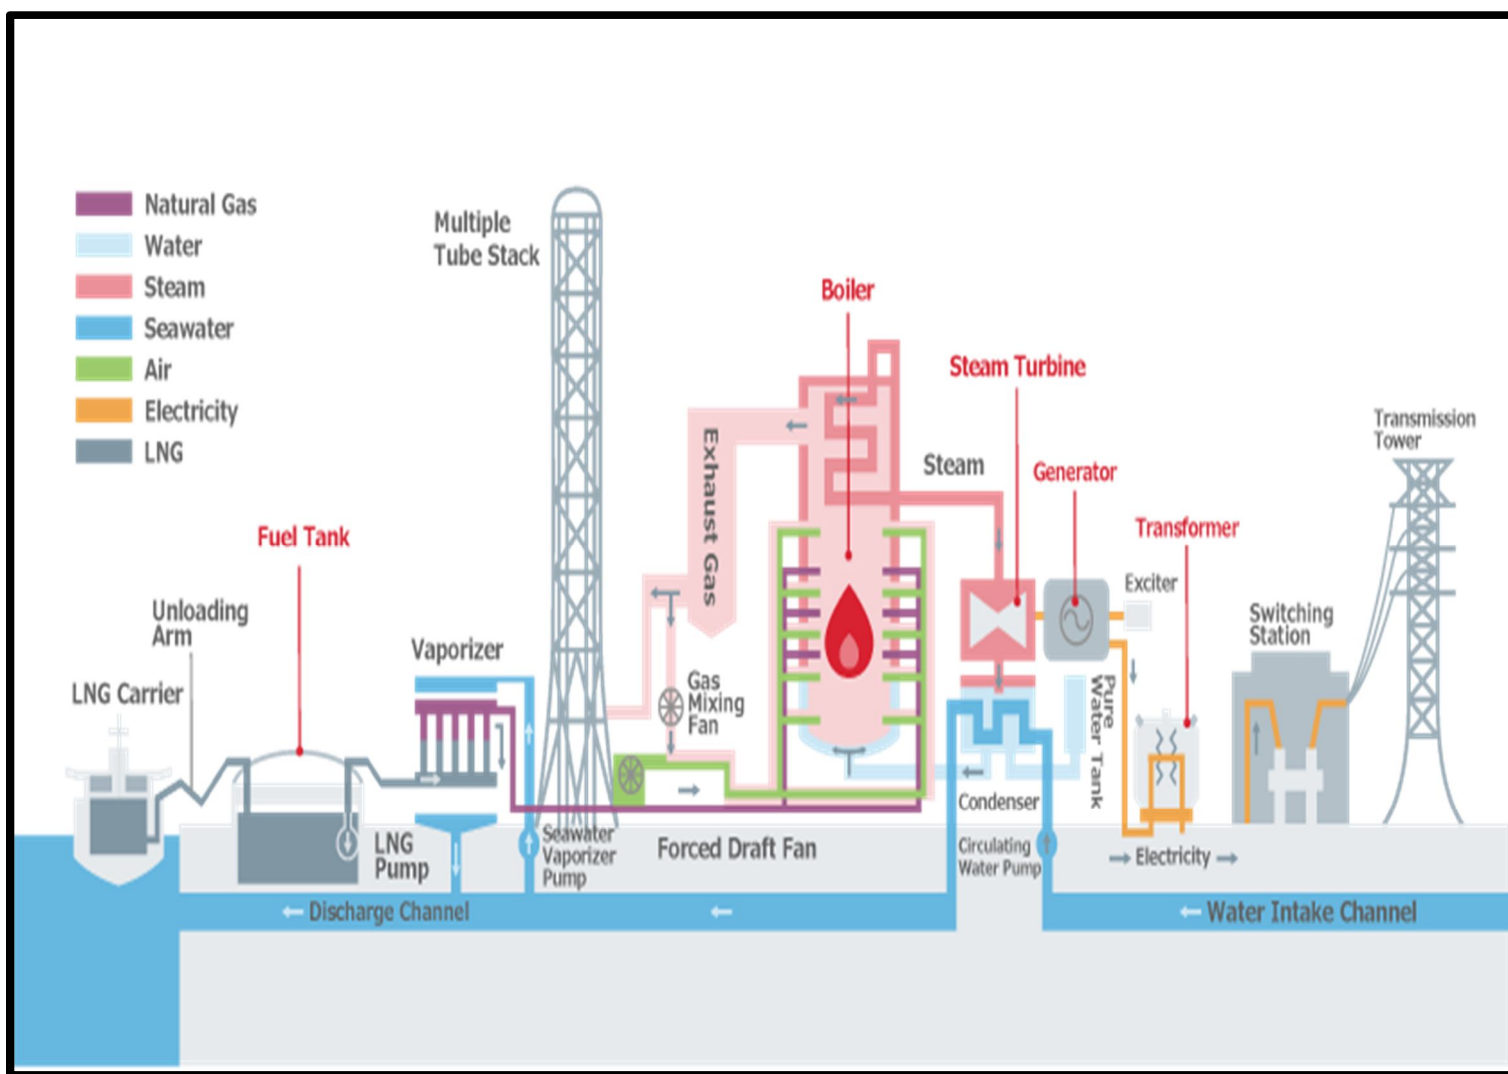 Natural Gas
Water
Steam
Seawater
Air
Electricity
LNG
Multiple
Tube Stack
Boiler
Steam Turbine
Transmission
Tower
Exhaust Gas
Steam
Generator
Fuel Tank
Transformer
Exciter
Unloading
Arm
Switching
Station
Vaporizer
LNG Carrier
Gas
Mixing
Fan
Pure
Water Tank
Condenser
LNG
Pump
Seawater
Vaporizer
Pump
Forced Draft Fan
Circulating
Water Pump
Electricity
Discharge Channel
Water Intake Channel